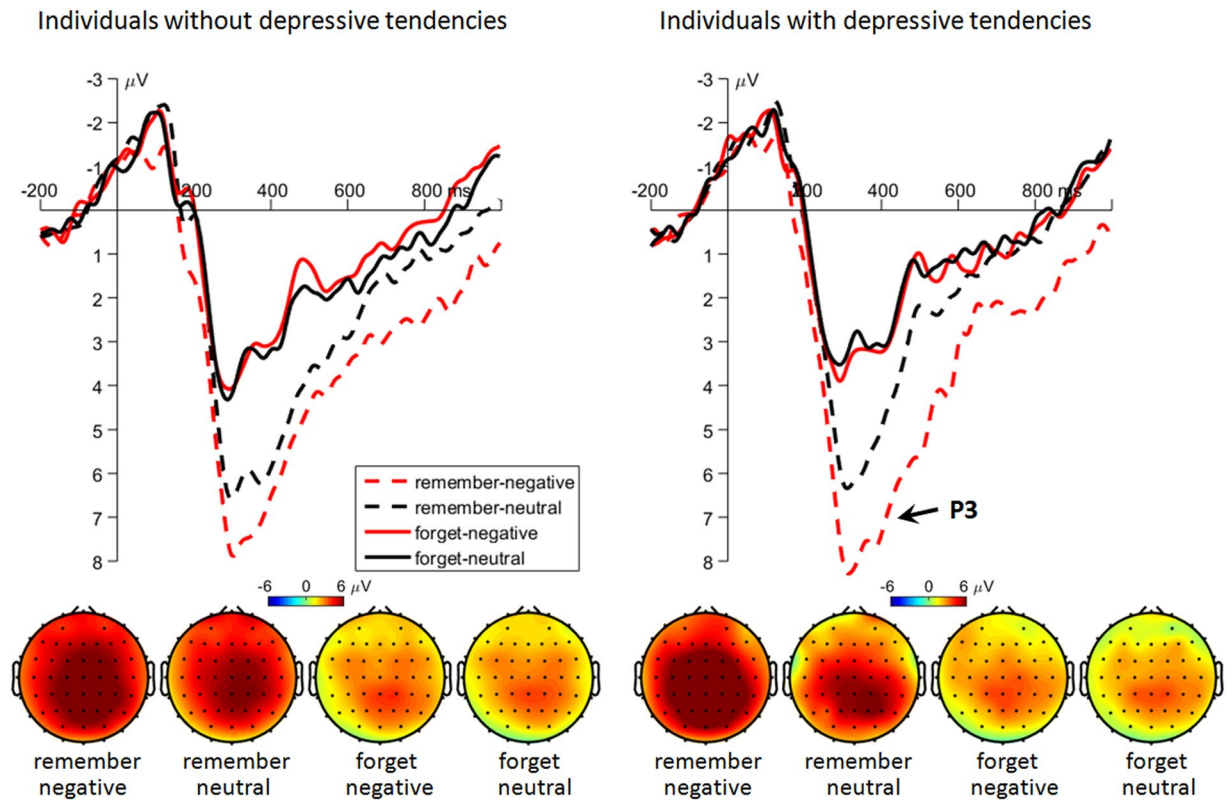 Individuals without depressive tendencies
Individuals with depressive tendencies
-3 μV
-2
-1
-200 200 400 600 800 ms
1
2
3
4
5
6
7
8
remember-negative
remember-neutral
forget-negative
forget-neutral
-3 μV
-2
-1
-200 200 400 600 800 ms
1
2
3
4
5
6
7
8
P3
-6 0 6 μV
-6 0 6 μV
remember negative
remember neutral
forget negative
forget neutral
remember negative
remember neutral
forget negative
forget neutral